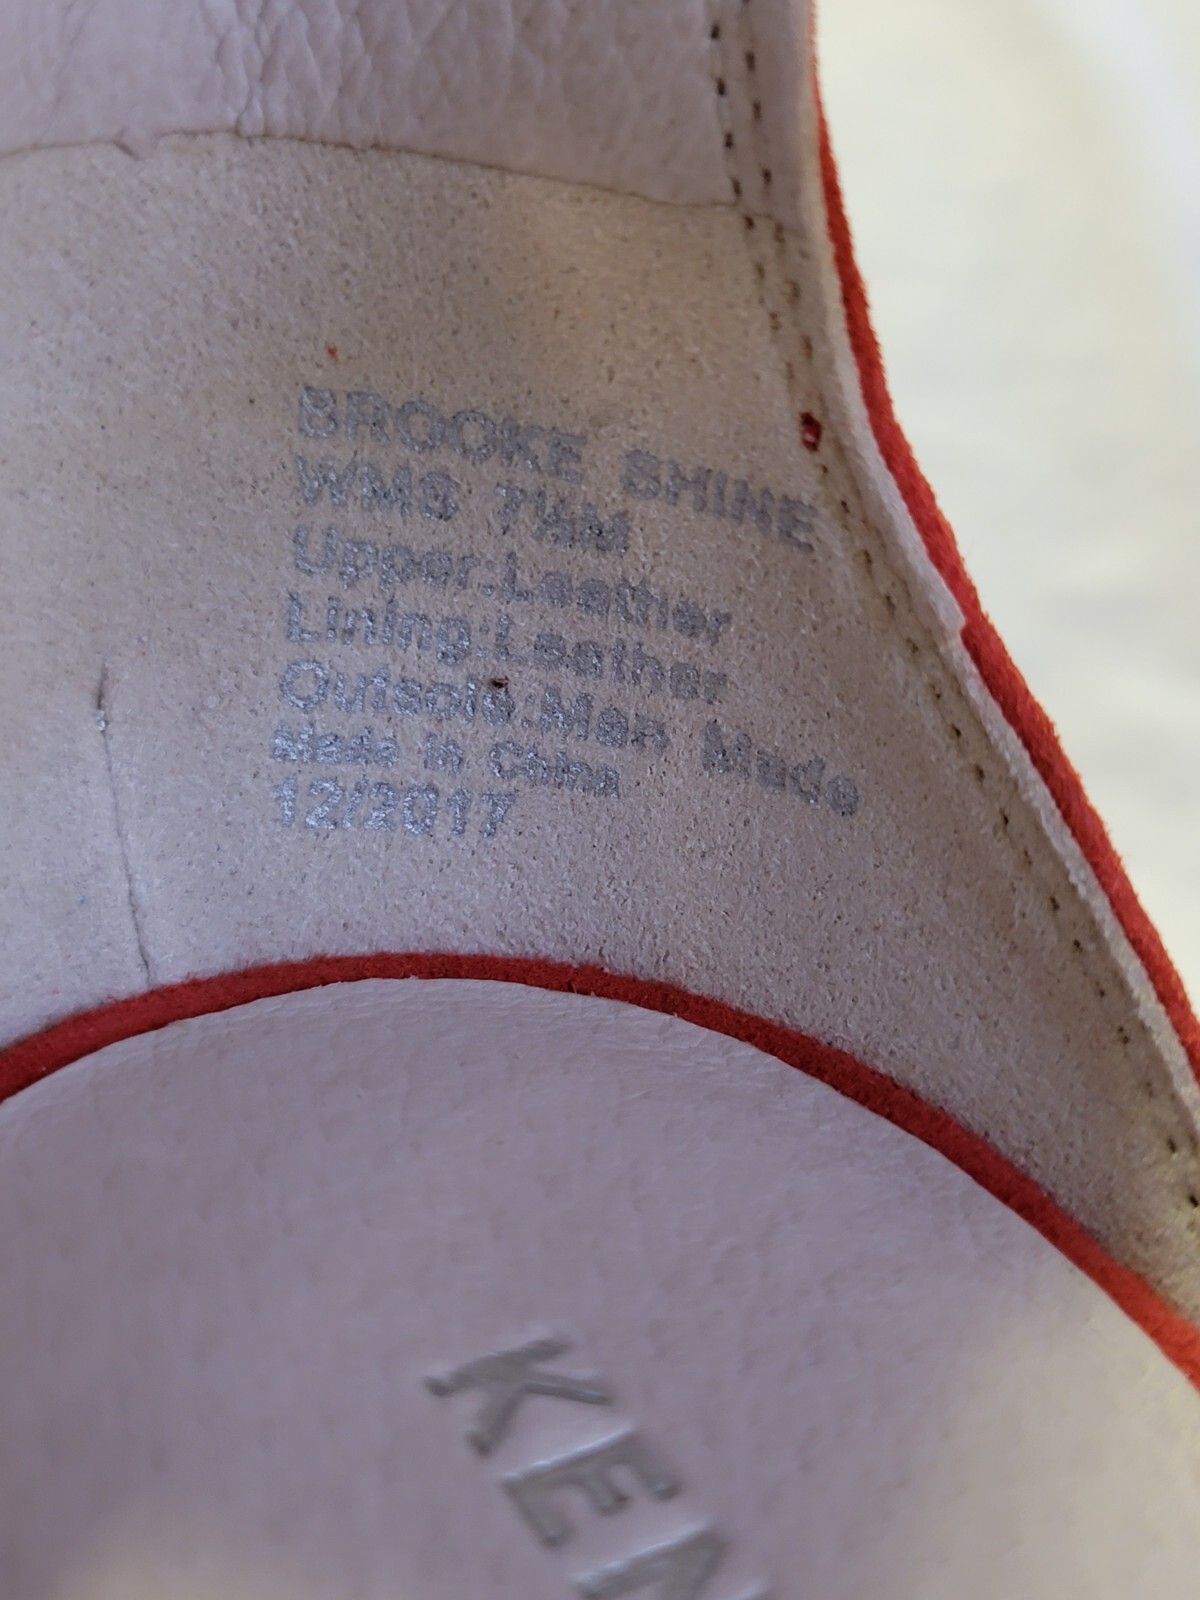 BROOKE SHINE
WMS 7½M
Upper.Leather
Lining.Leather
Outsole.Man Made
Made in China
12/2017
KEN